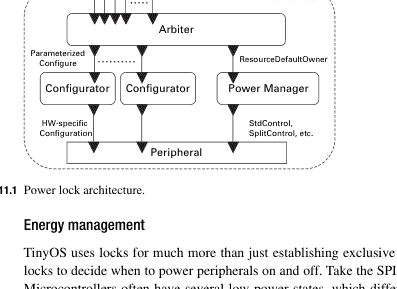 Arbiter
Parameterized
Configure
ResourceDefaultOwner
Configurator
Configurator
Power Manager
HW-specific
Configuration
StdControl,
SplitControl, etc.
Peripheral
11.1 Power lock architecture.
Energy management
TinyOS uses locks for much more than just establishing exclusive
locks to decide when to power peripherals on and off. Take the SPI
Microcontrollers often have several low power states, which